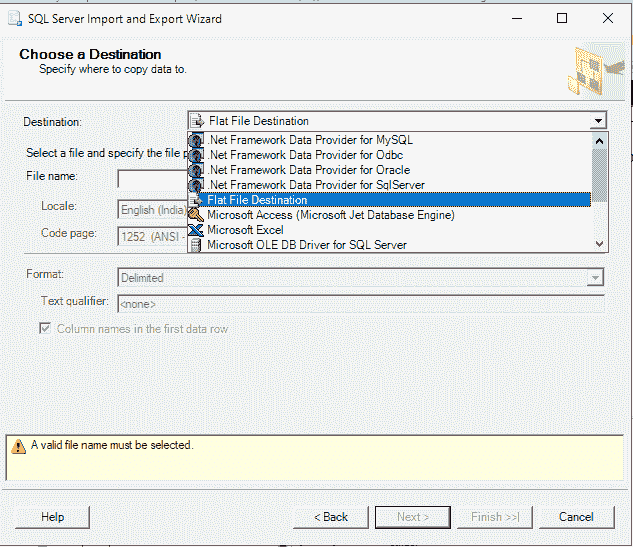 SQL Server Import and Export Wizard
Choose a Destination
Specify where to copy data to.
Destination:
Flat File Destination
.Net Framework Data Provider for MySQL
.Net Framework Data Provider for Odbc
.Net Framework Data Provider for Oracle
.Net Framework Data Provider for SqlServer
Flat File Destination
Microsoft Access (Microsoft Jet Database Engine)
Microsoft Excel
Microsoft OLE DB Driver for SQL Server
Select a file and specify the file p
File name:
Locale:
English (India)
Code page:
1252 (ANSI -
Format:
Delimited
Text qualifier:
<none>
Column names in the first data row
A valid file name must be selected.
Help
< Back
Next >
Finish >>|
Cancel